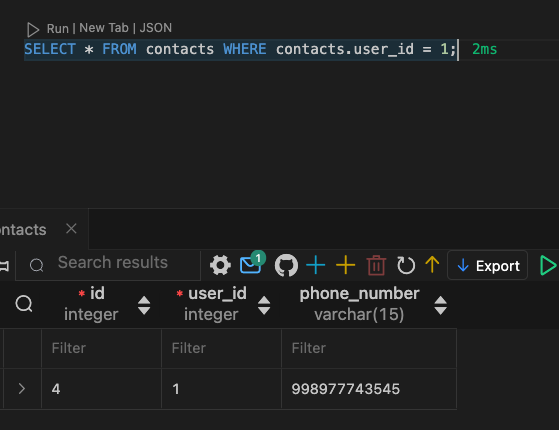 Run | New Tab | JSON
SELECT * FROM contacts WHERE contacts.user_id = 1; 2ms
ontacts
Search results 1 Export
* id * user_id phone_number
integer integer varchar(15)
Filter Filter Filter
4 1 998977743545